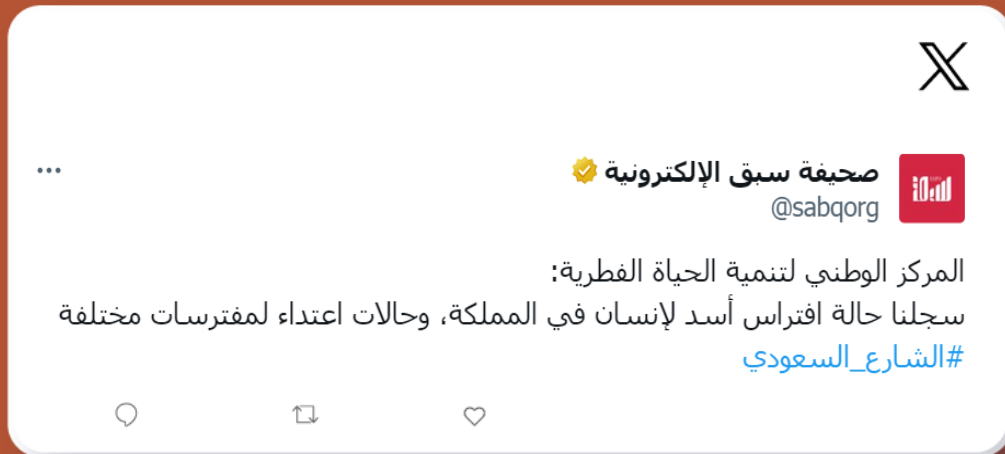 صحيفة سبق الإلكترونية
@sabqorg
المركز الوطني لتنمية الحياة الفطرية:
سجلنا حالة افتراس أسد لإنسان في المملكة، وحالات اعتداء لمفترسات مختلفة
#الشارع_السعودي